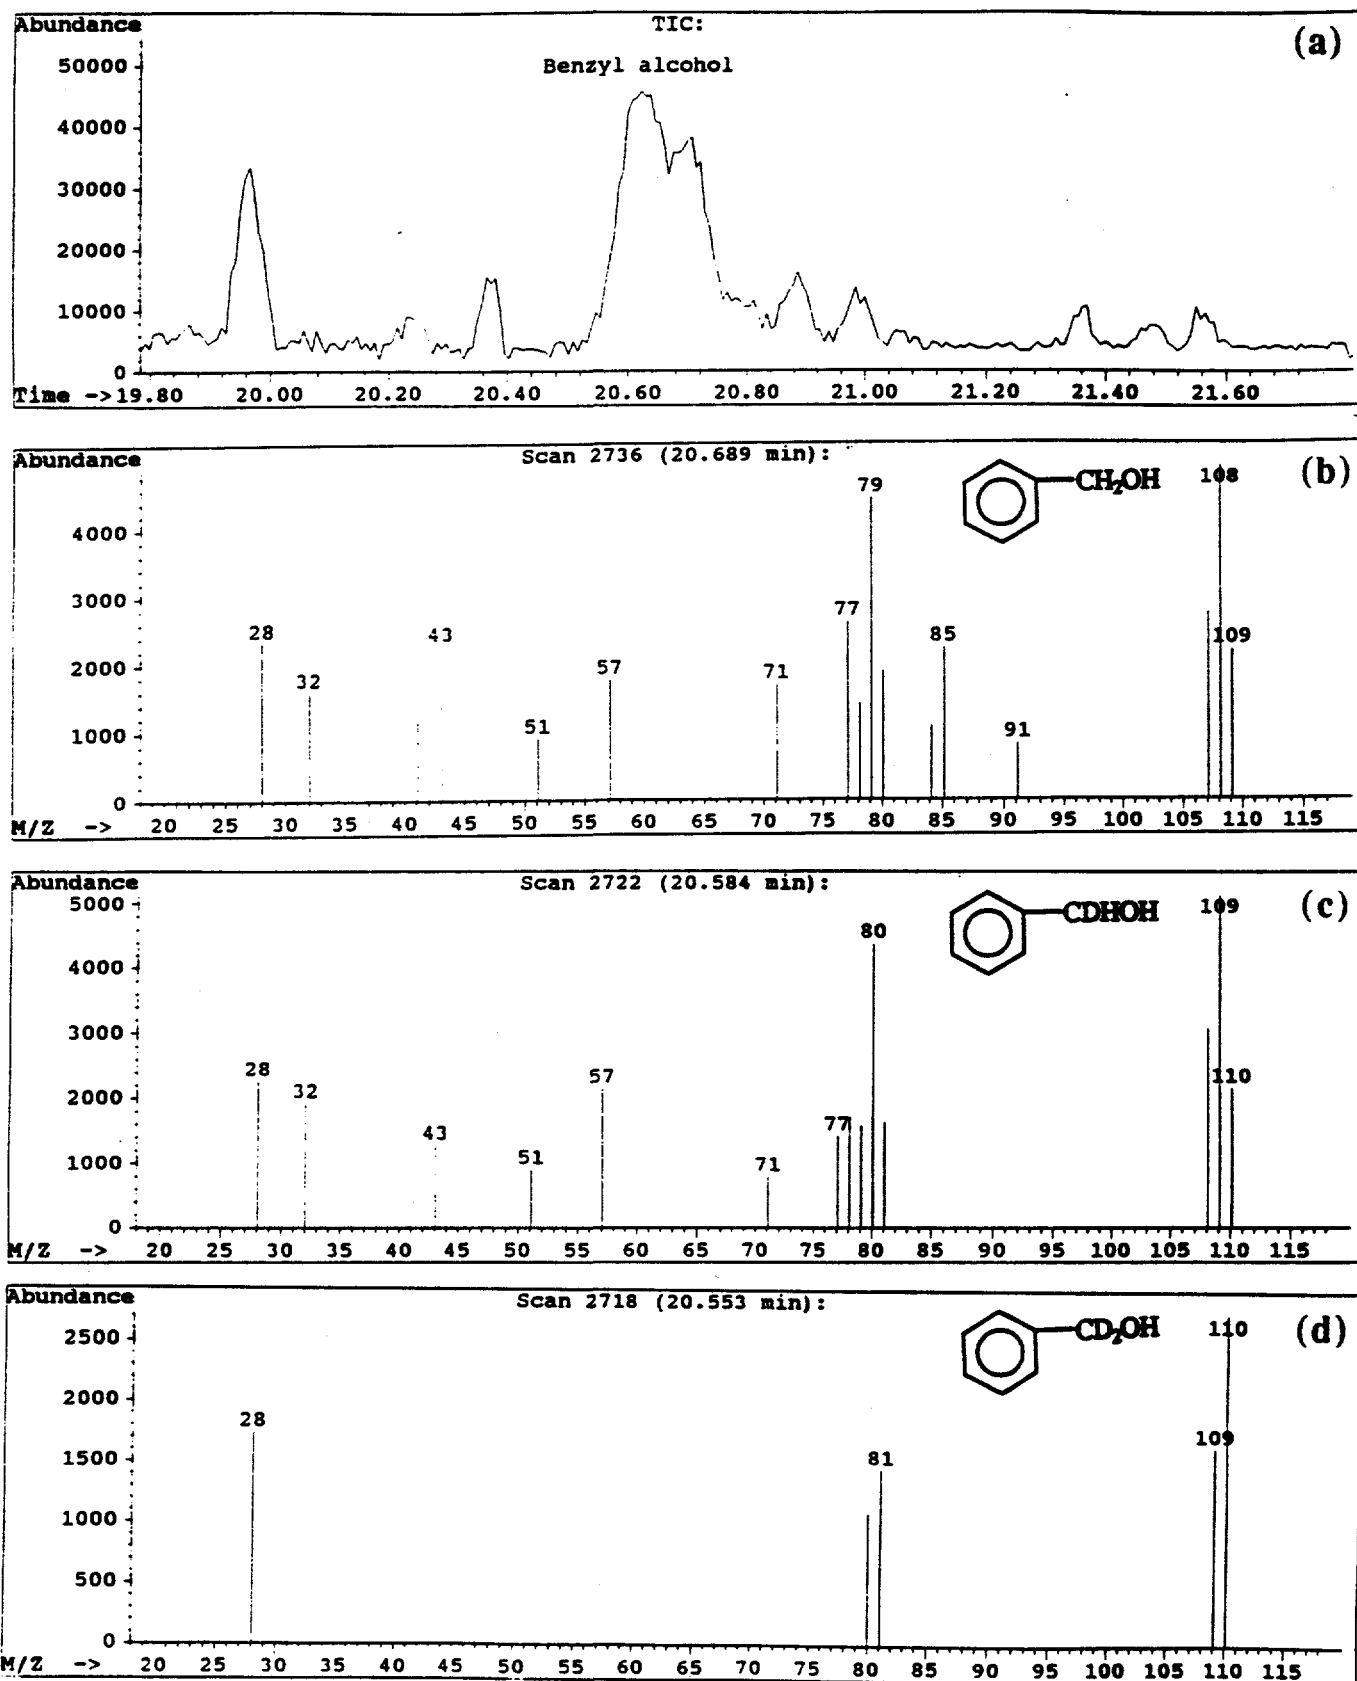 Abundance
TIC:
(a)
Benzyl alcohol
50000
40000
30000
20000
10000
0
Time -> 19.80 20.00 20.20 20.40 20.60 20.80 21.00 21.20 21.40 21.60
Abundance
Scan 2736 (20.689 min):
(b)
CH2OH
108
79
4000
3000
77
28
43
85
109
2000
32
57
71
1000
51
91
0
M/Z -> 20 25 30 35 40 45 50 55 60 65 70 75 80 85 90 95 100 105 110 115
Abundance
Scan 2722 (20.584 min):
(c)
5000
CDHOH
109
80
4000
3000
28
57
110
2000
32
77
43
1000
51
71
0
M/Z -> 20 25 30 35 40 45 50 55 60 65 70 75 80 85 90 95 100 105 110 115
Abundance
Scan 2718 (20.553 min):
(d)
CD2OH
110
2500
2000
28
109
1500
81
1000
500
0
M/Z -> 20 25 30 35 40 45 50 55 60 65 70 75 80 85 90 95 100 105 110 115